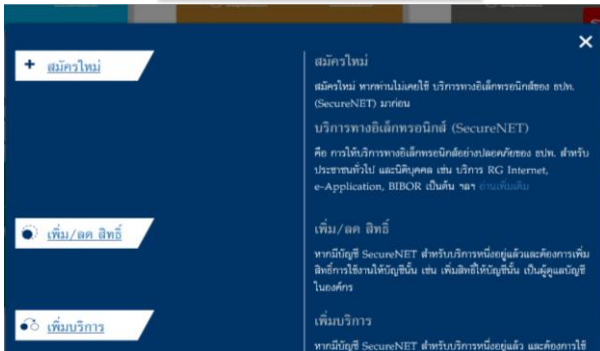 สมัครใหม่
สมัครใหม่
สมัครใหม่ หากท่านไม่เคยใช้ บริการทางอิเล็กทรอนิกส์ของ ธปท.
(SecureNET) มาก่อน
บริการทางอิเล็กทรอนิกส์ (SecureNET)
คือ การให้บริการทางอิเล็กทรอนิกส์อย่างปลอดภัยของ ธปท. สำหรับ
ประชาชนทั่วไป และนิติบุคคล เช่น บริการ RG Internet,
e-Application, BIBOR เป็นต้น ฯลฯ อ่านเพิ่มเติม
เพิ่ม/ลด สิทธิ์
เพิ่ม/ลด สิทธิ์
หากมีบัญชี SecureNET สำหรับบริการหนึ่งอยู่แล้วและต้องการเพิ่ม
สิทธิ์การใช้งานให้บัญชีนั้น เช่น เพิ่มสิทธิ์ให้บัญชีนั้น เป็นผู้ดูแลบัญชี
ในองค์กร
เพิ่มบริการ
เพิ่มบริการ
หากมีบัญชี SecureNET สำหรับบริการหนึ่งอยู่แล้ว และต้องการใช้